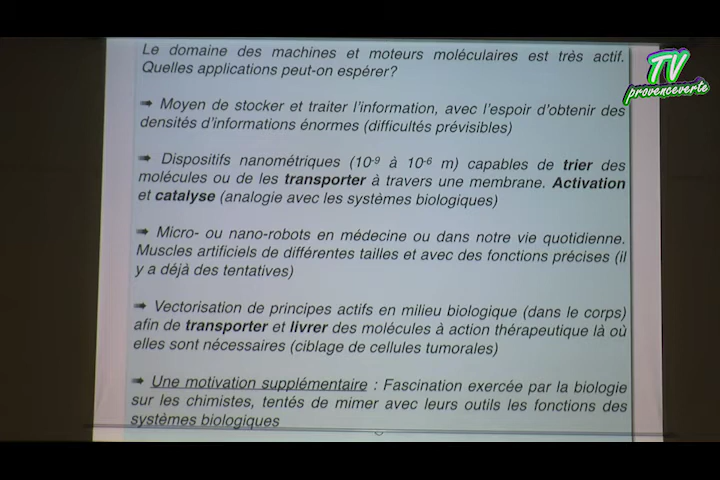 Le domaine des machines et moteurs moléculaires est très actif.
Quelles applications peut-on espérer?
➡ Moyen de stocker et traiter l'information, avec l'espoir d'obtenir des
densités d'informations énormes (difficultés prévisibles)
➡ Dispositifs nanométriques (10⁻⁹ à 10⁻⁶ m) capables de trier des
molécules ou de les transporter à travers une membrane. Activation
et catalyse (analogie avec les systèmes biologiques)
➡ Micro- ou nano-robots en médecine ou dans notre vie quotidienne.
Muscles artificiels de différentes tailles et avec des fonctions précises (il
y a déjà des tentatives)
➡ Vectorisation de principes actifs en milieu biologique (dans le corps)
afin de transporter et livrer des molécules à action thérapeutique là où
elles sont nécessaires (ciblage de cellules tumorales)
➡ Une motivation supplémentaire : Fascination exercée par la biologie
sur les chimistes, tentés de mimer avec leurs outils les fonctions des
systèmes biologiques
TV
provenceverte